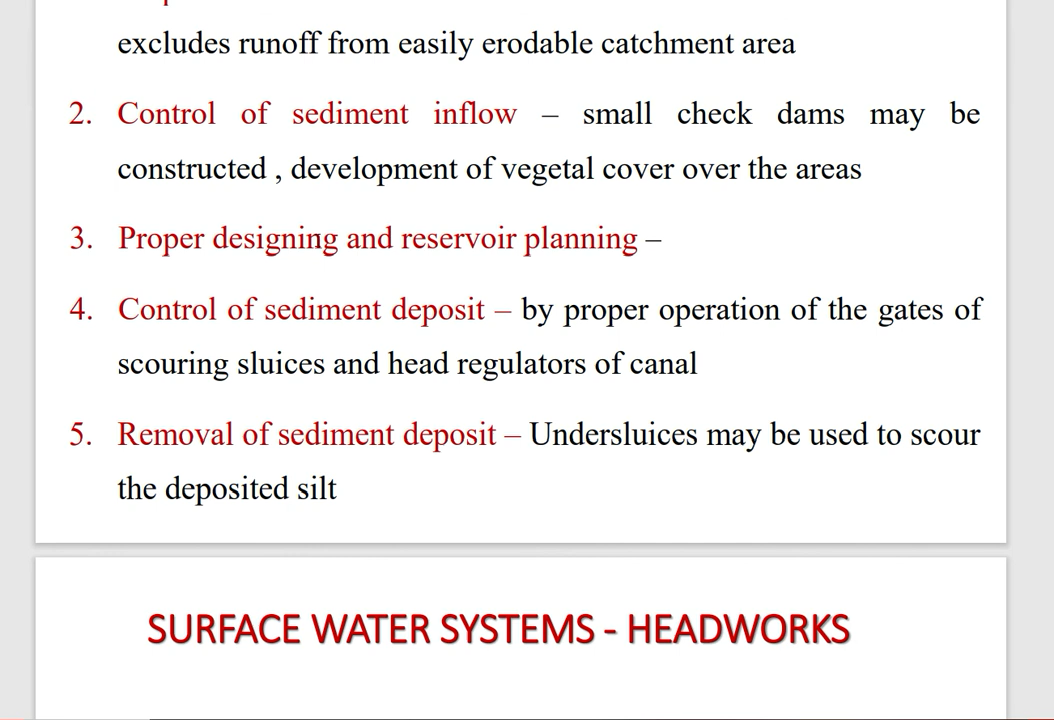 excludes runoff from easily erodable catchment area
2. Control of sediment inflow – small check dams may be
constructed , development of vegetal cover over the areas
3. Proper designing and reservoir planning –
4. Control of sediment deposit – by proper operation of the gates of
scouring sluices and head regulators of canal
5. Removal of sediment deposit – Undersluices may be used to scour
the deposited silt
SURFACE WATER SYSTEMS - HEADWORKS